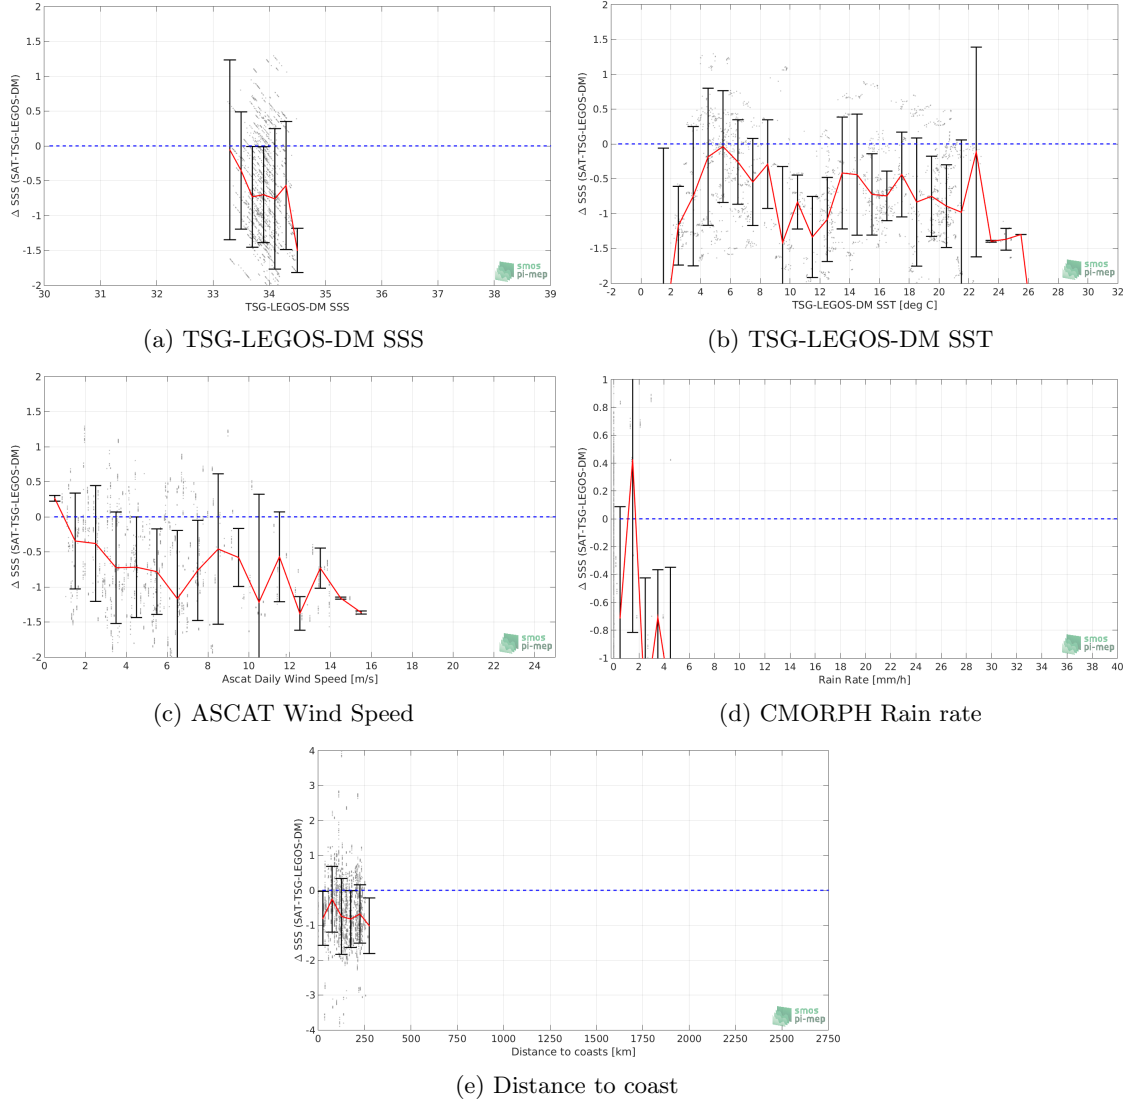 2
1.5
1
0.5
0
-0.5
-1
-1.5
-2
Δ SSS (SAT-TSG-LEGOS-DM)
30 31 32 33 34 35 36 37 38 39
TSG-LEGOS-DM SSS
smos
pi-mep
(a) TSG-LEGOS-DM SSS
2
1.5
1
0.5
0
-0.5
-1
-1.5
-2
Δ SSS (SAT-TSG-LEGOS-DM)
-2 0 2 4 6 8 10 12 14 16 18 20 22 24 26 28 30 32
TSG-LEGOS-DM SST [deg C]
smos
pi-mep
(b) TSG-LEGOS-DM SST
2
1.5
1
0.5
0
-0.5
-1
-1.5
-2
Δ SSS (SAT-TSG-LEGOS-DM)
0 2 4 6 8 10 12 14 16 18 20 22 24
Ascat Daily Wind Speed [m/s]
smos
pi-mep
(c) ASCAT Wind Speed
1
0.8
0.6
0.4
0.2
0
-0.2
-0.4
-0.6
-0.8
-1
Δ SSS (SAT-TSG-LEGOS-DM)
0 2 4 6 8 10 12 14 16 18 20 22 24 26 28 30 32 34 36 38 40
Rain Rate [mm/h]
smos
pi-mep
(d) CMORPH Rain rate
4
3
2
1
0
-1
-2
-3
-4
Δ SSS (SAT-TSG-LEGOS-DM)
0 250 500 750 1000 1250 1500 1750 2000 2250 2500 2750
Distance to coasts [km]
smos
pi-mep
(e) Distance to coast